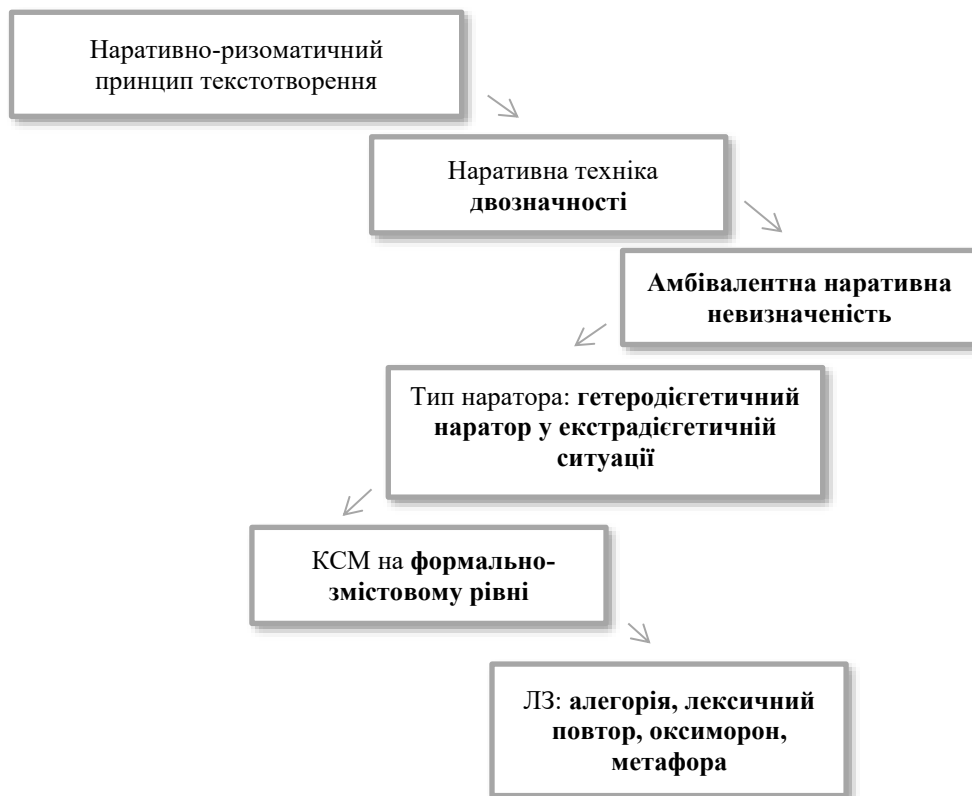 Наративно-ризоматичний
принцип текстотворення
Наративна техніка
двозначності
Амбівалентна наративна
невизначеність
Тип наратора: гетеродієгетичний
наратор у екстрадієгетичній
ситуації
КСМ на формально-
змістовому рівні
ЛЗ: алегорія, лексичний
повтор, оксиморон,
метафора